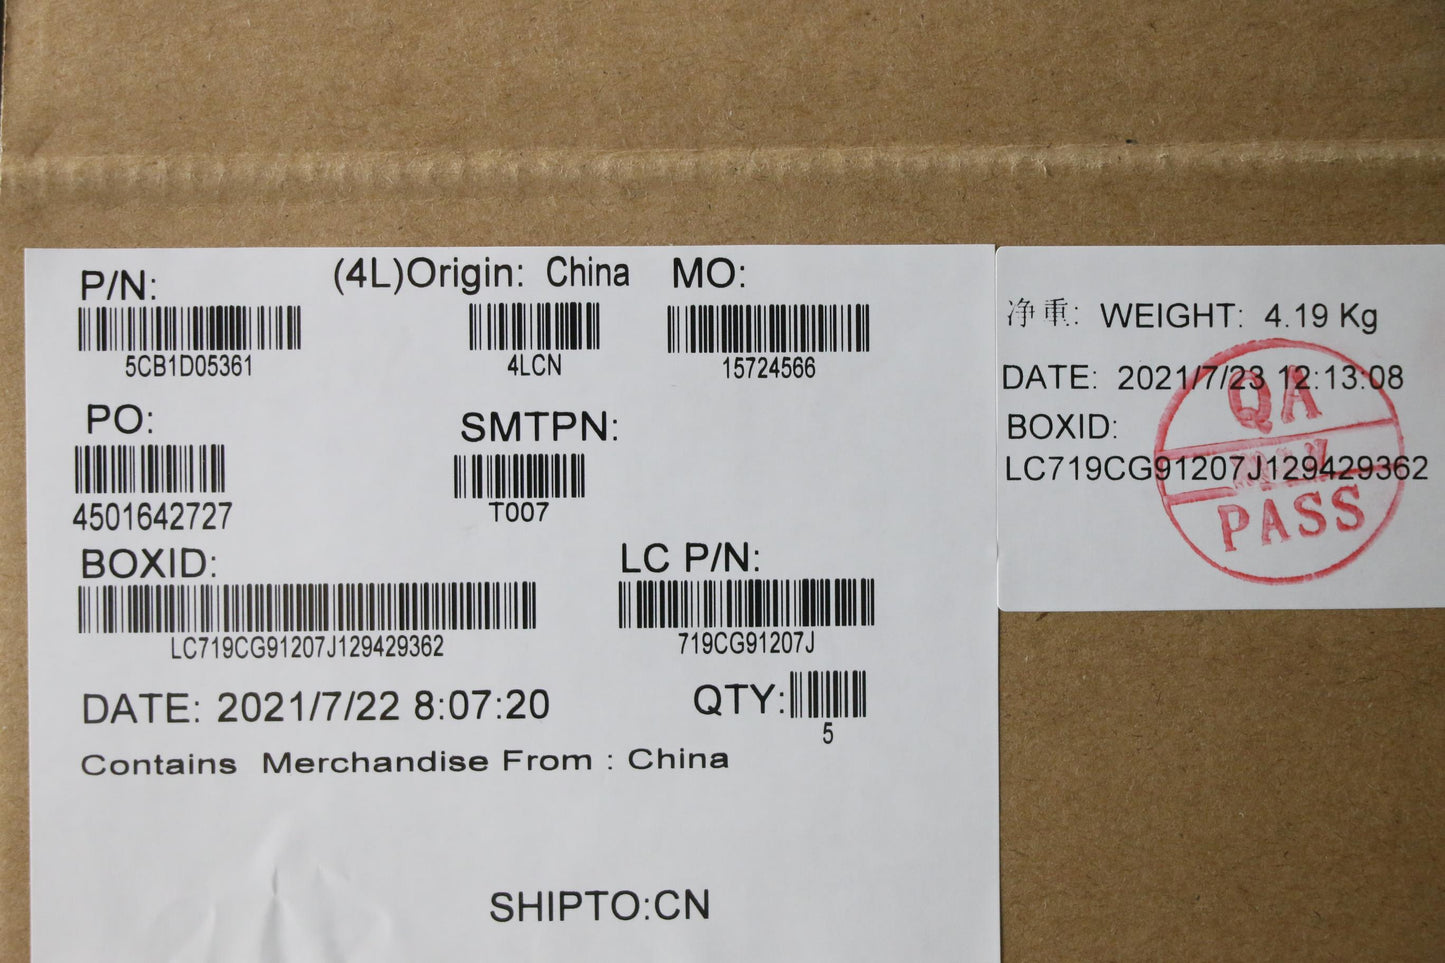 P/N: (4L)Origin: China MO:
5CB1D05361 4LCN 15724566
PO: SMTPN:
4501642727 T007
BOXID: LC P/N:
LC719CG91207J129429362 719CG91207J
DATE: 2021/7/22 8:07:20 QTY:
5
Contains Merchandise From : China
SHIPTO:CN
净重: WEIGHT: 4.19 Kg
DATE: 2021/7/23 12:13:08
BOXID:
LC719CG91207J129429362
QA
PASS